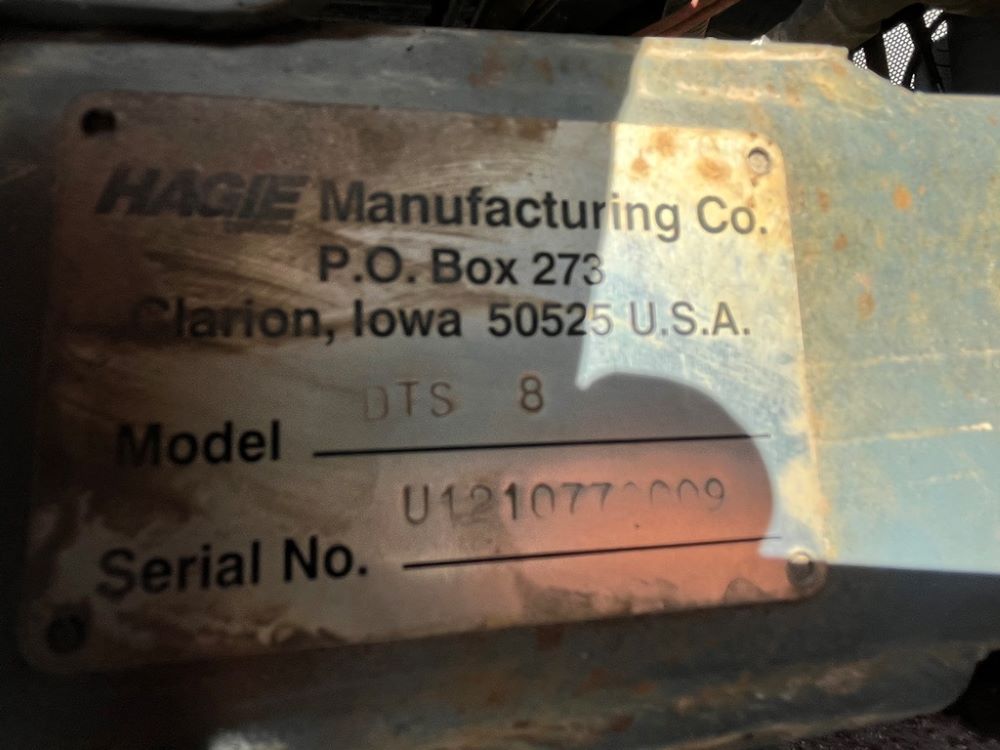 HAGIE Manufacturing Co.
P.O. Box 273
Clarion, Iowa 50525 U.S.A.
DTS 8
Model
Serial No.